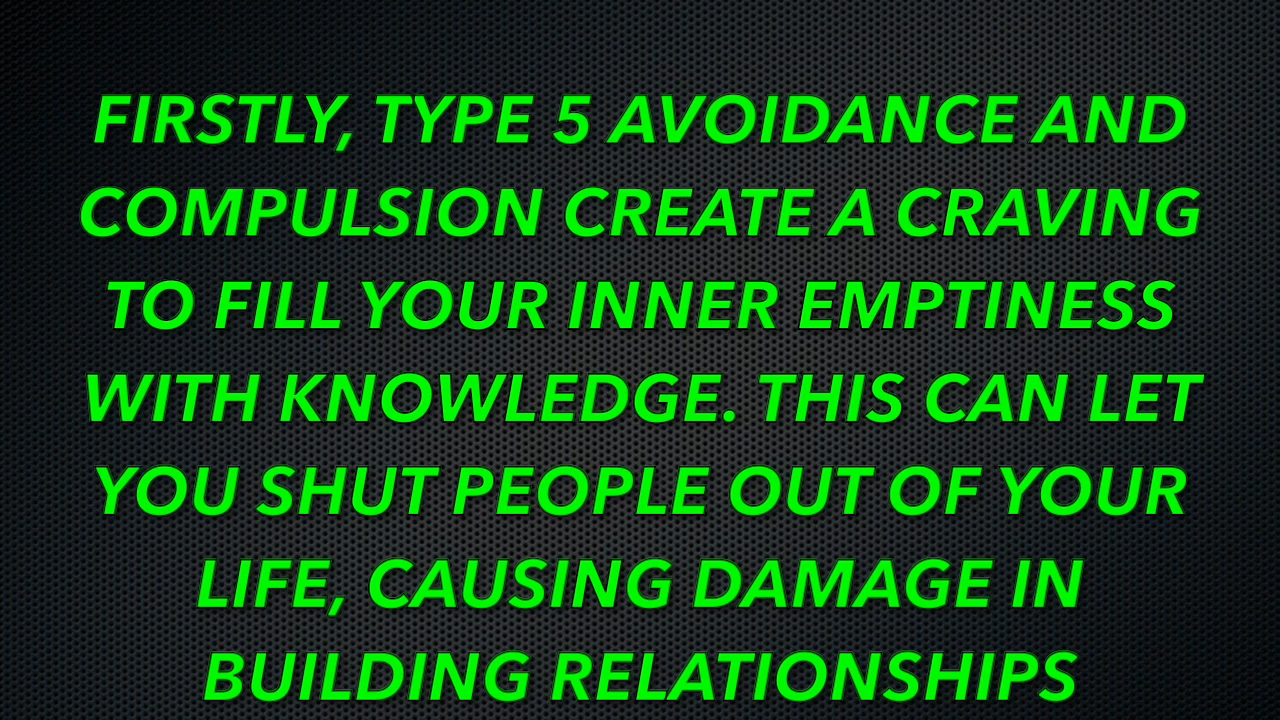 FIRSTLY, TYPE 5 AVOIDANCE AND
COMPULSION CREATE A CRAVING
TO FILL YOUR INNER EMPTINESS
WITH KNOWLEDGE. THIS CAN LET
YOU SHUT PEOPLE OUT OF YOUR
LIFE, CAUSING DAMAGE IN
BUILDING RELATIONSHIPS